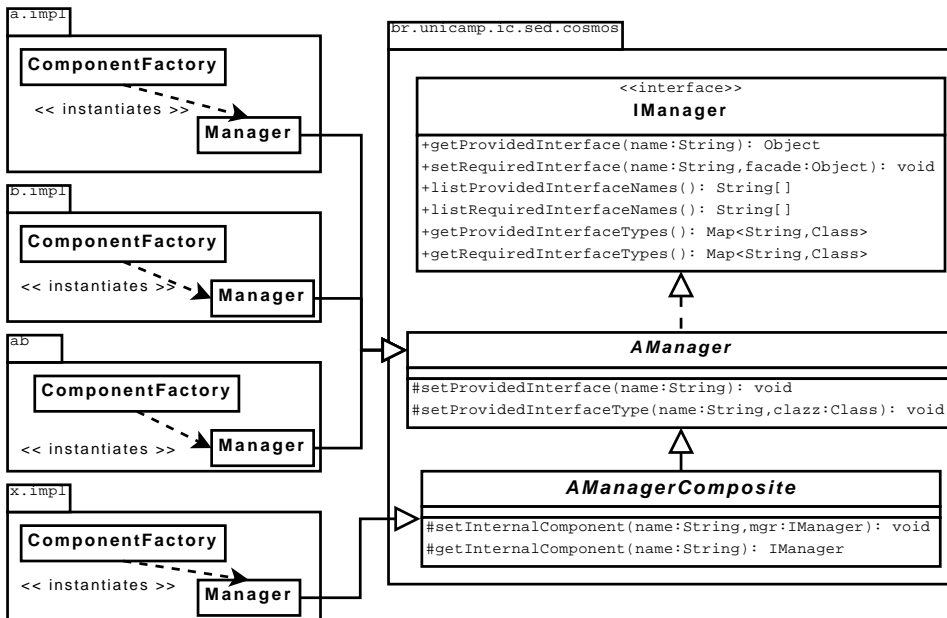 a.impl
ComponentFactory
<< instantiates >>
Manager
b.impl
ComponentFactory
<< instantiates >>
Manager
ab
ComponentFactory
<< instantiates >>
Manager
x.impl
ComponentFactory
<< instantiates >>
Manager
br.unicamp.ic.sed.cosmos
<<interface>>
IManager
+getProvidedInterface(name:String): Object
+setRequiredInterface(name:String,facade:Object): void
+listProvidedInterfaceNames(): String[]
+listRequiredInterfaceNames(): String[]
+getProvidedInterfaceTypes(): Map<String,Class>
+getRequiredInterfaceTypes(): Map<String,Class>
AManager
#setProvidedInterface(name:String): void
#setProvidedInterfaceType(name:String,clazz:Class): void
AManagerComposite
#setInternalComponent(name:String,mgr:IManager): void
#getInternalComponent(name:String): IManager